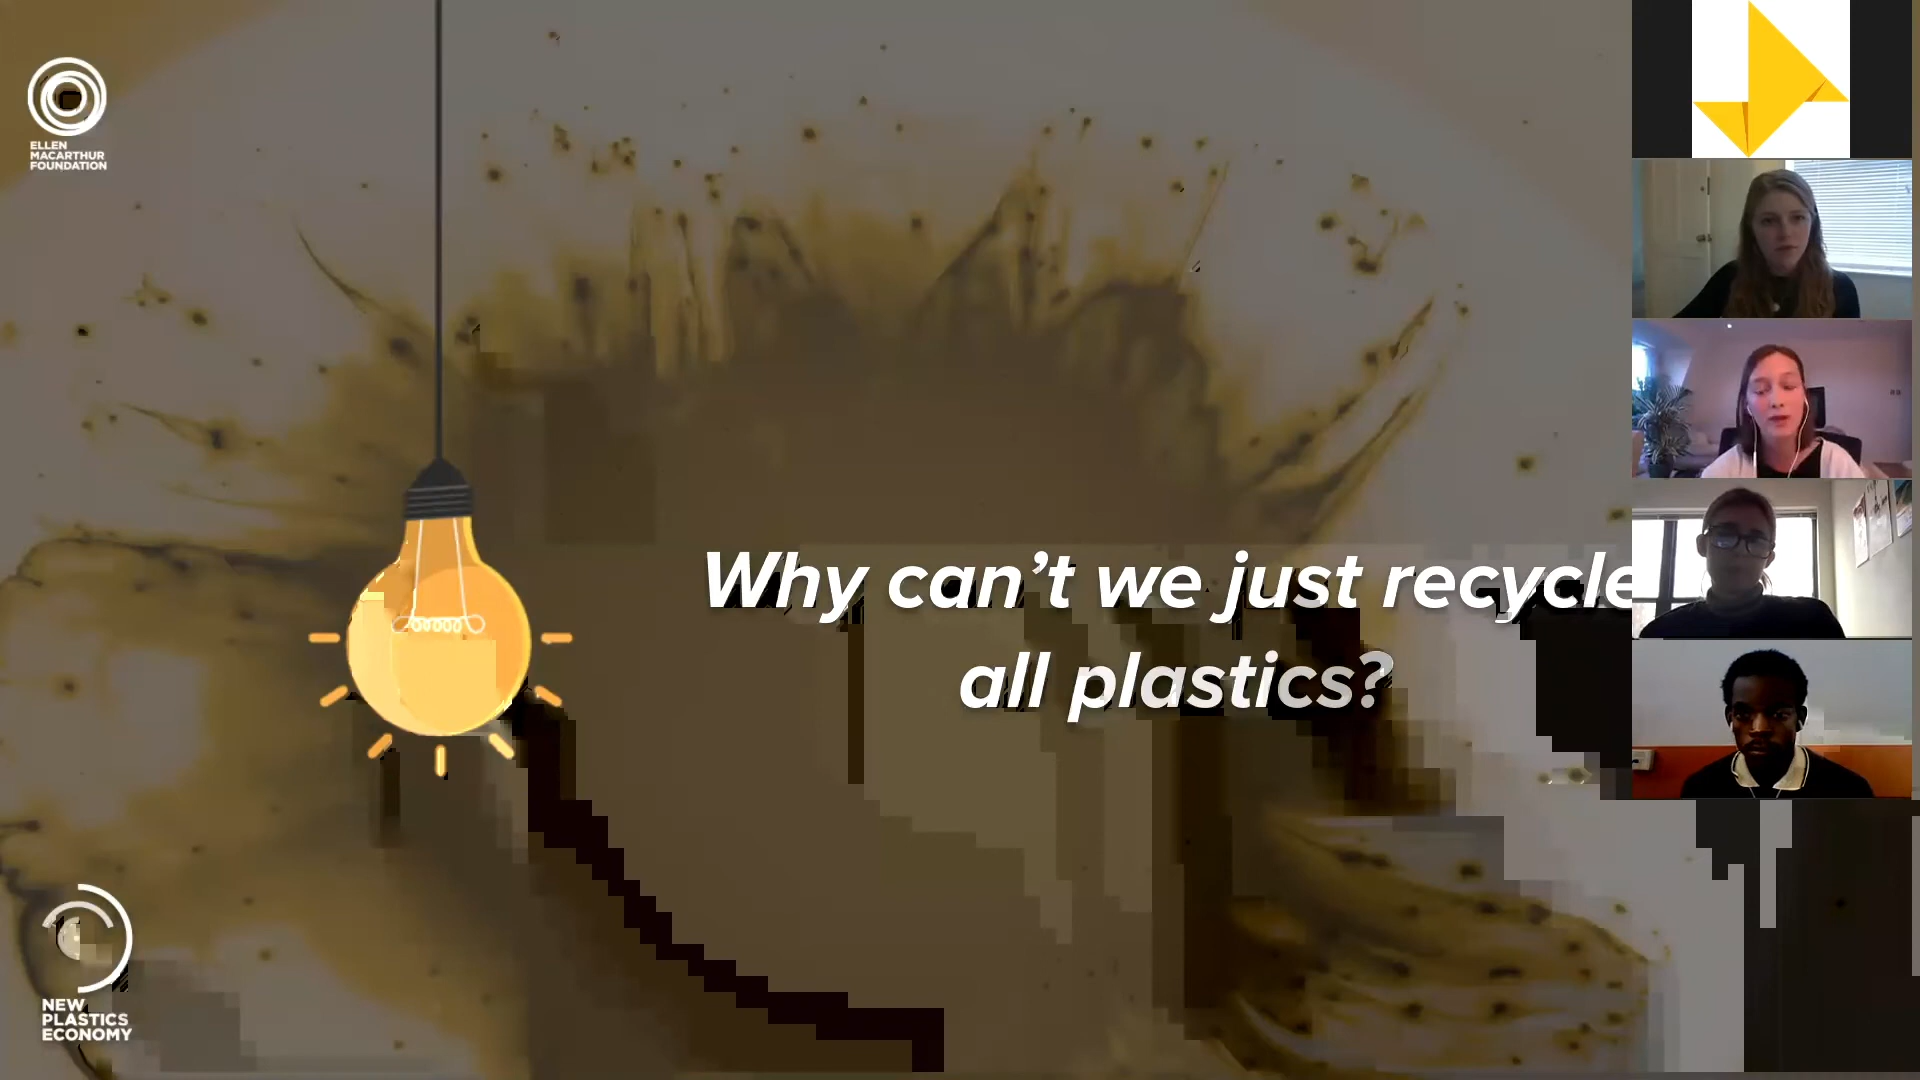 ELLEN
MACARTHUR
FOUNDATION
Why can’t we just recycle
all plastics?
NEW
PLASTICS
ECONOMY